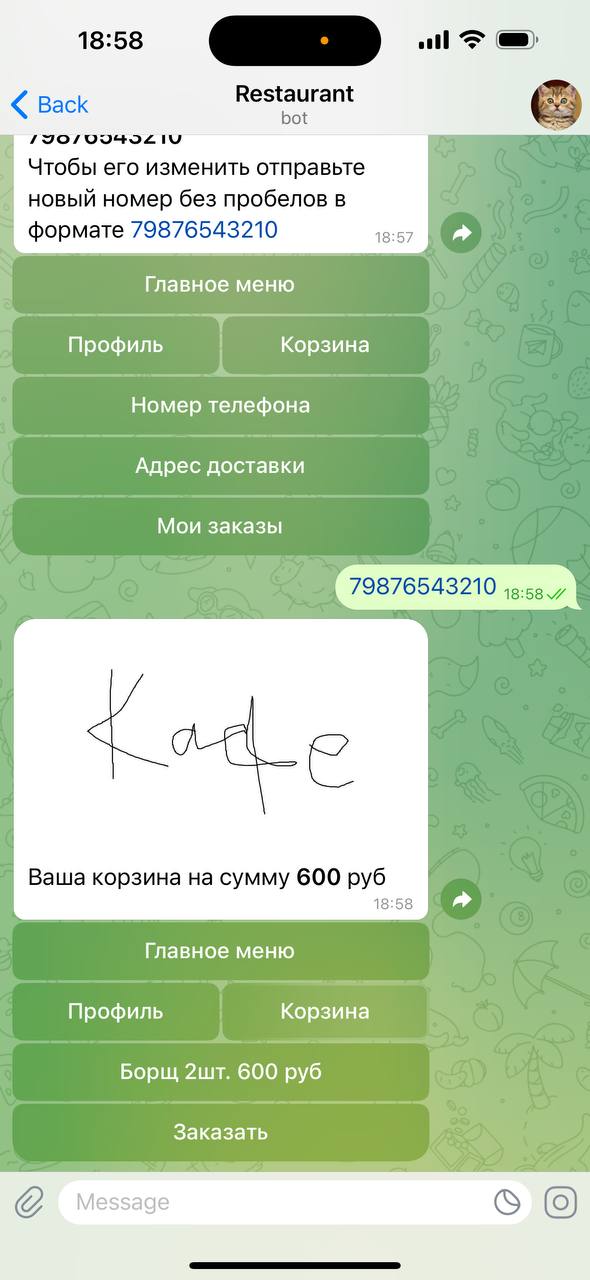 18:58
Back
Restaurant
bot
79876543210
Чтобы его изменить отправьте
новый номер без пробелов в
формате 79876543210
18:57
Главное меню
Профиль Корзина
Номер телефона
Адрес доставки
Мои заказы
79876543210 18:58
Кафе
Ваша корзина на сумму 600 руб
18:58
Главное меню
Профиль Корзина
Борщ 2шт. 600 руб
Заказать
Message